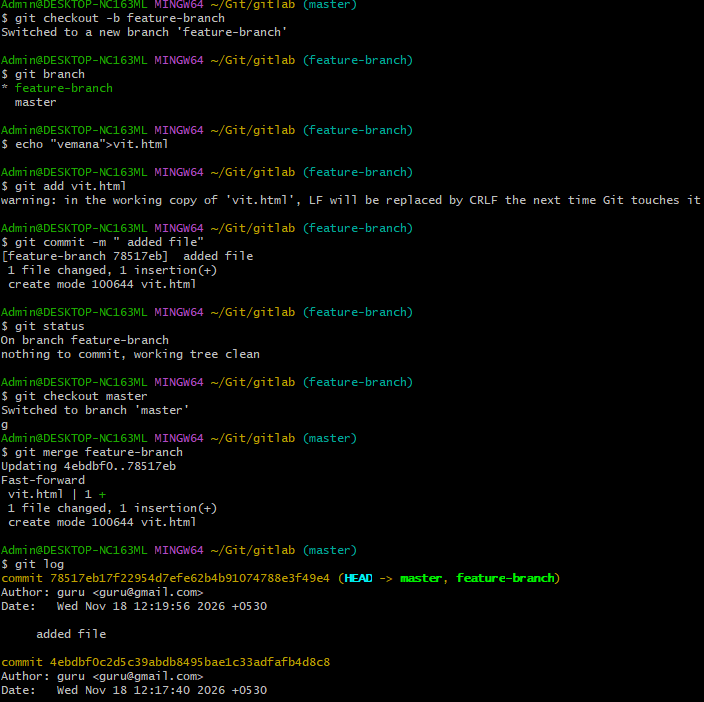 Admin@DESKTOP-NC163ML MINGW64 ~/Git/gitlab (master)
$ git checkout -b feature-branch
Switched to a new branch 'feature-branch'
Admin@DESKTOP-NC163ML MINGW64 ~/Git/gitlab (feature-branch)
$ git branch
* feature-branch
  master
Admin@DESKTOP-NC163ML MINGW64 ~/Git/gitlab (feature-branch)
$ echo "vemana">vit.html
Admin@DESKTOP-NC163ML MINGW64 ~/Git/gitlab (feature-branch)
$ git add vit.html
warning: in the working copy of 'vit.html', LF will be replaced by CRLF the next time Git touches it
Admin@DESKTOP-NC163ML MINGW64 ~/Git/gitlab (feature-branch)
$ git commit -m " added file"
[feature-branch 78517eb]  added file
 1 file changed, 1 insertion(+)
 create mode 100644 vit.html
Admin@DESKTOP-NC163ML MINGW64 ~/Git/gitlab (feature-branch)
$ git status
On branch feature-branch
nothing to commit, working tree clean
Admin@DESKTOP-NC163ML MINGW64 ~/Git/gitlab (feature-branch)
$ git checkout master
Switched to branch 'master'
g
Admin@DESKTOP-NC163ML MINGW64 ~/Git/gitlab (master)
$ git merge feature-branch
Updating 4ebdbf0..78517eb
Fast-forward
 vit.html | 1 +
 1 file changed, 1 insertion(+)
 create mode 100644 vit.html
Admin@DESKTOP-NC163ML MINGW64 ~/Git/gitlab (master)
$ git log
commit 78517eb17f22954d7efe62b4b91074788e3f49e4 (HEAD -> master, feature-branch)
Author: guru <guru@gmail.com>
Date:   Wed Nov 18 12:19:56 2026 +0530
     added file
commit 4ebdbf0c2d5c39abdb8495bae1c33adfafb4d8c8
Author: guru <guru@gmail.com>
Date:   Wed Nov 18 12:17:40 2026 +0530